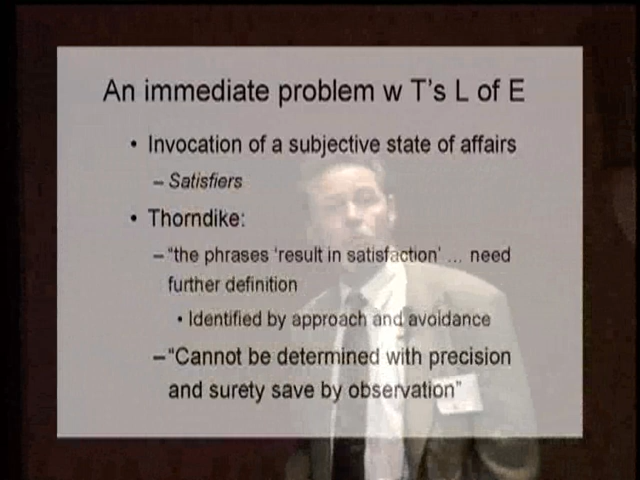 An immediate problem w T's L of E
• Invocation of a subjective state of affairs
– Satisfiers
• Thorndike:
– “the phrases ‘result in satisfaction’ ... need
further definition
• Identified by approach and avoidance
– “Cannot be determined with precision
and surety save by observation”